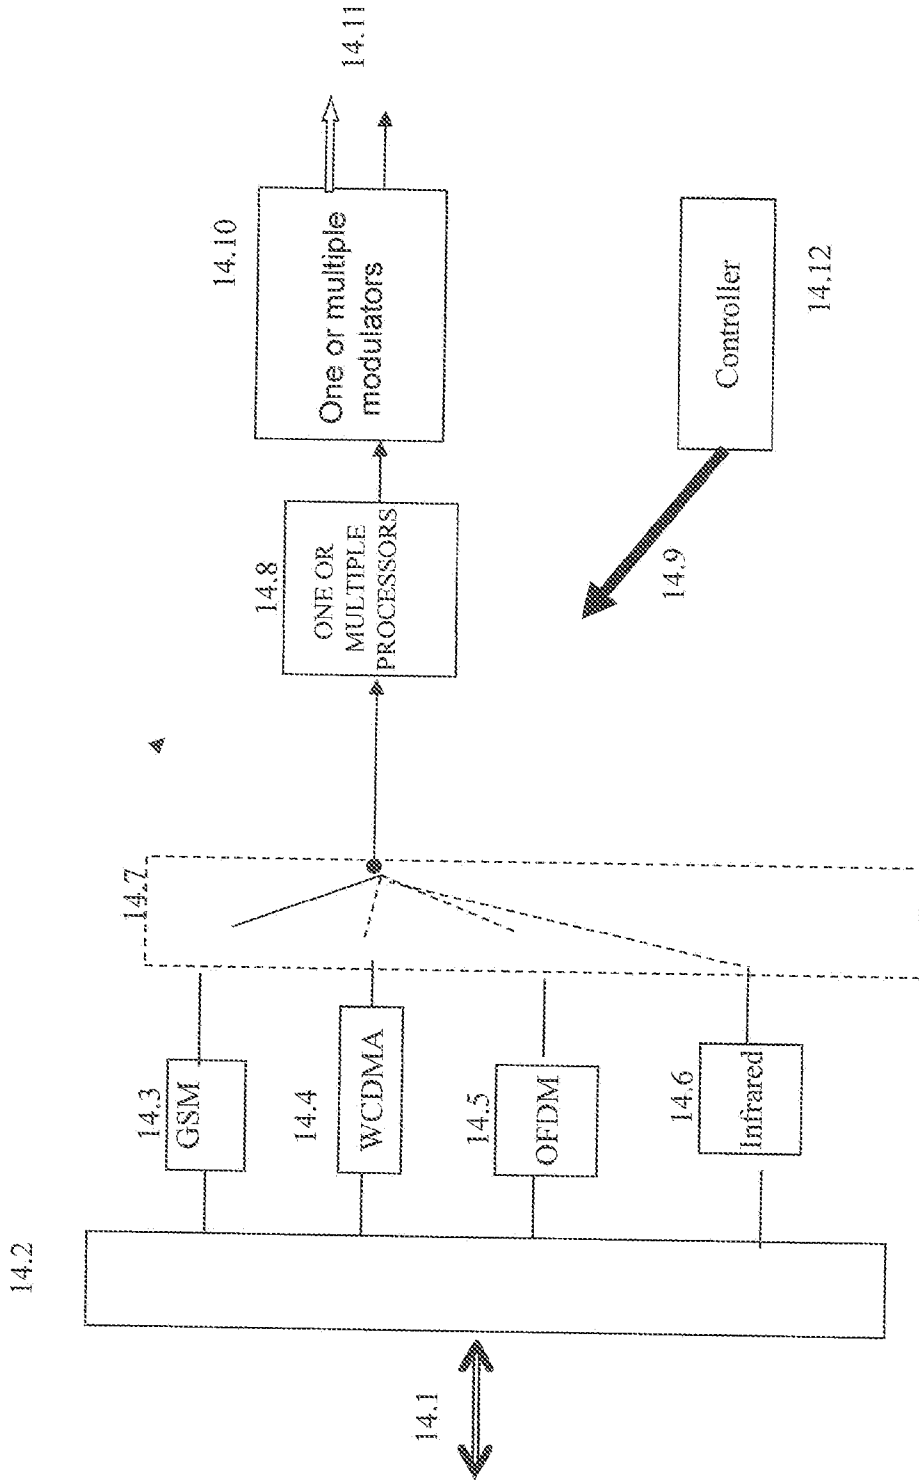 14.1
14.2
14.3
GSM
14.4
WCDMA
14.5
OFDM
14.6
Infrared
14.7
14.8
ONE OR
MULTIPLE
PROCESSORS
14.9
14.10
One or multiple
modulators
14.11
Controller
14.12